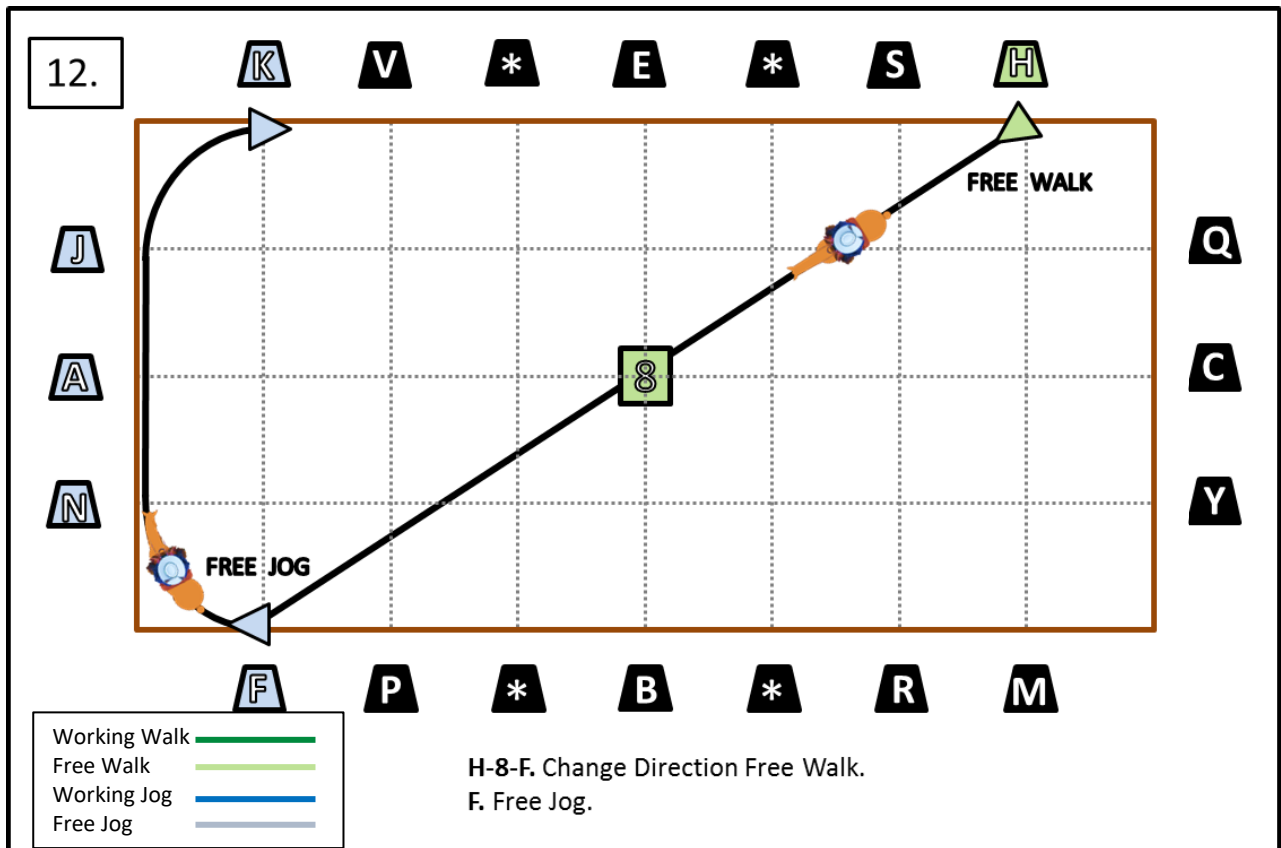 12.
K V * E * S H
FREE WALK
J Q
A 8 C
N Y
FREE JOG
F P * B * R M
Working Walk
Free Walk
Working Jog
Free Jog
H-8-F. Change Direction Free Walk.
F. Free Jog.